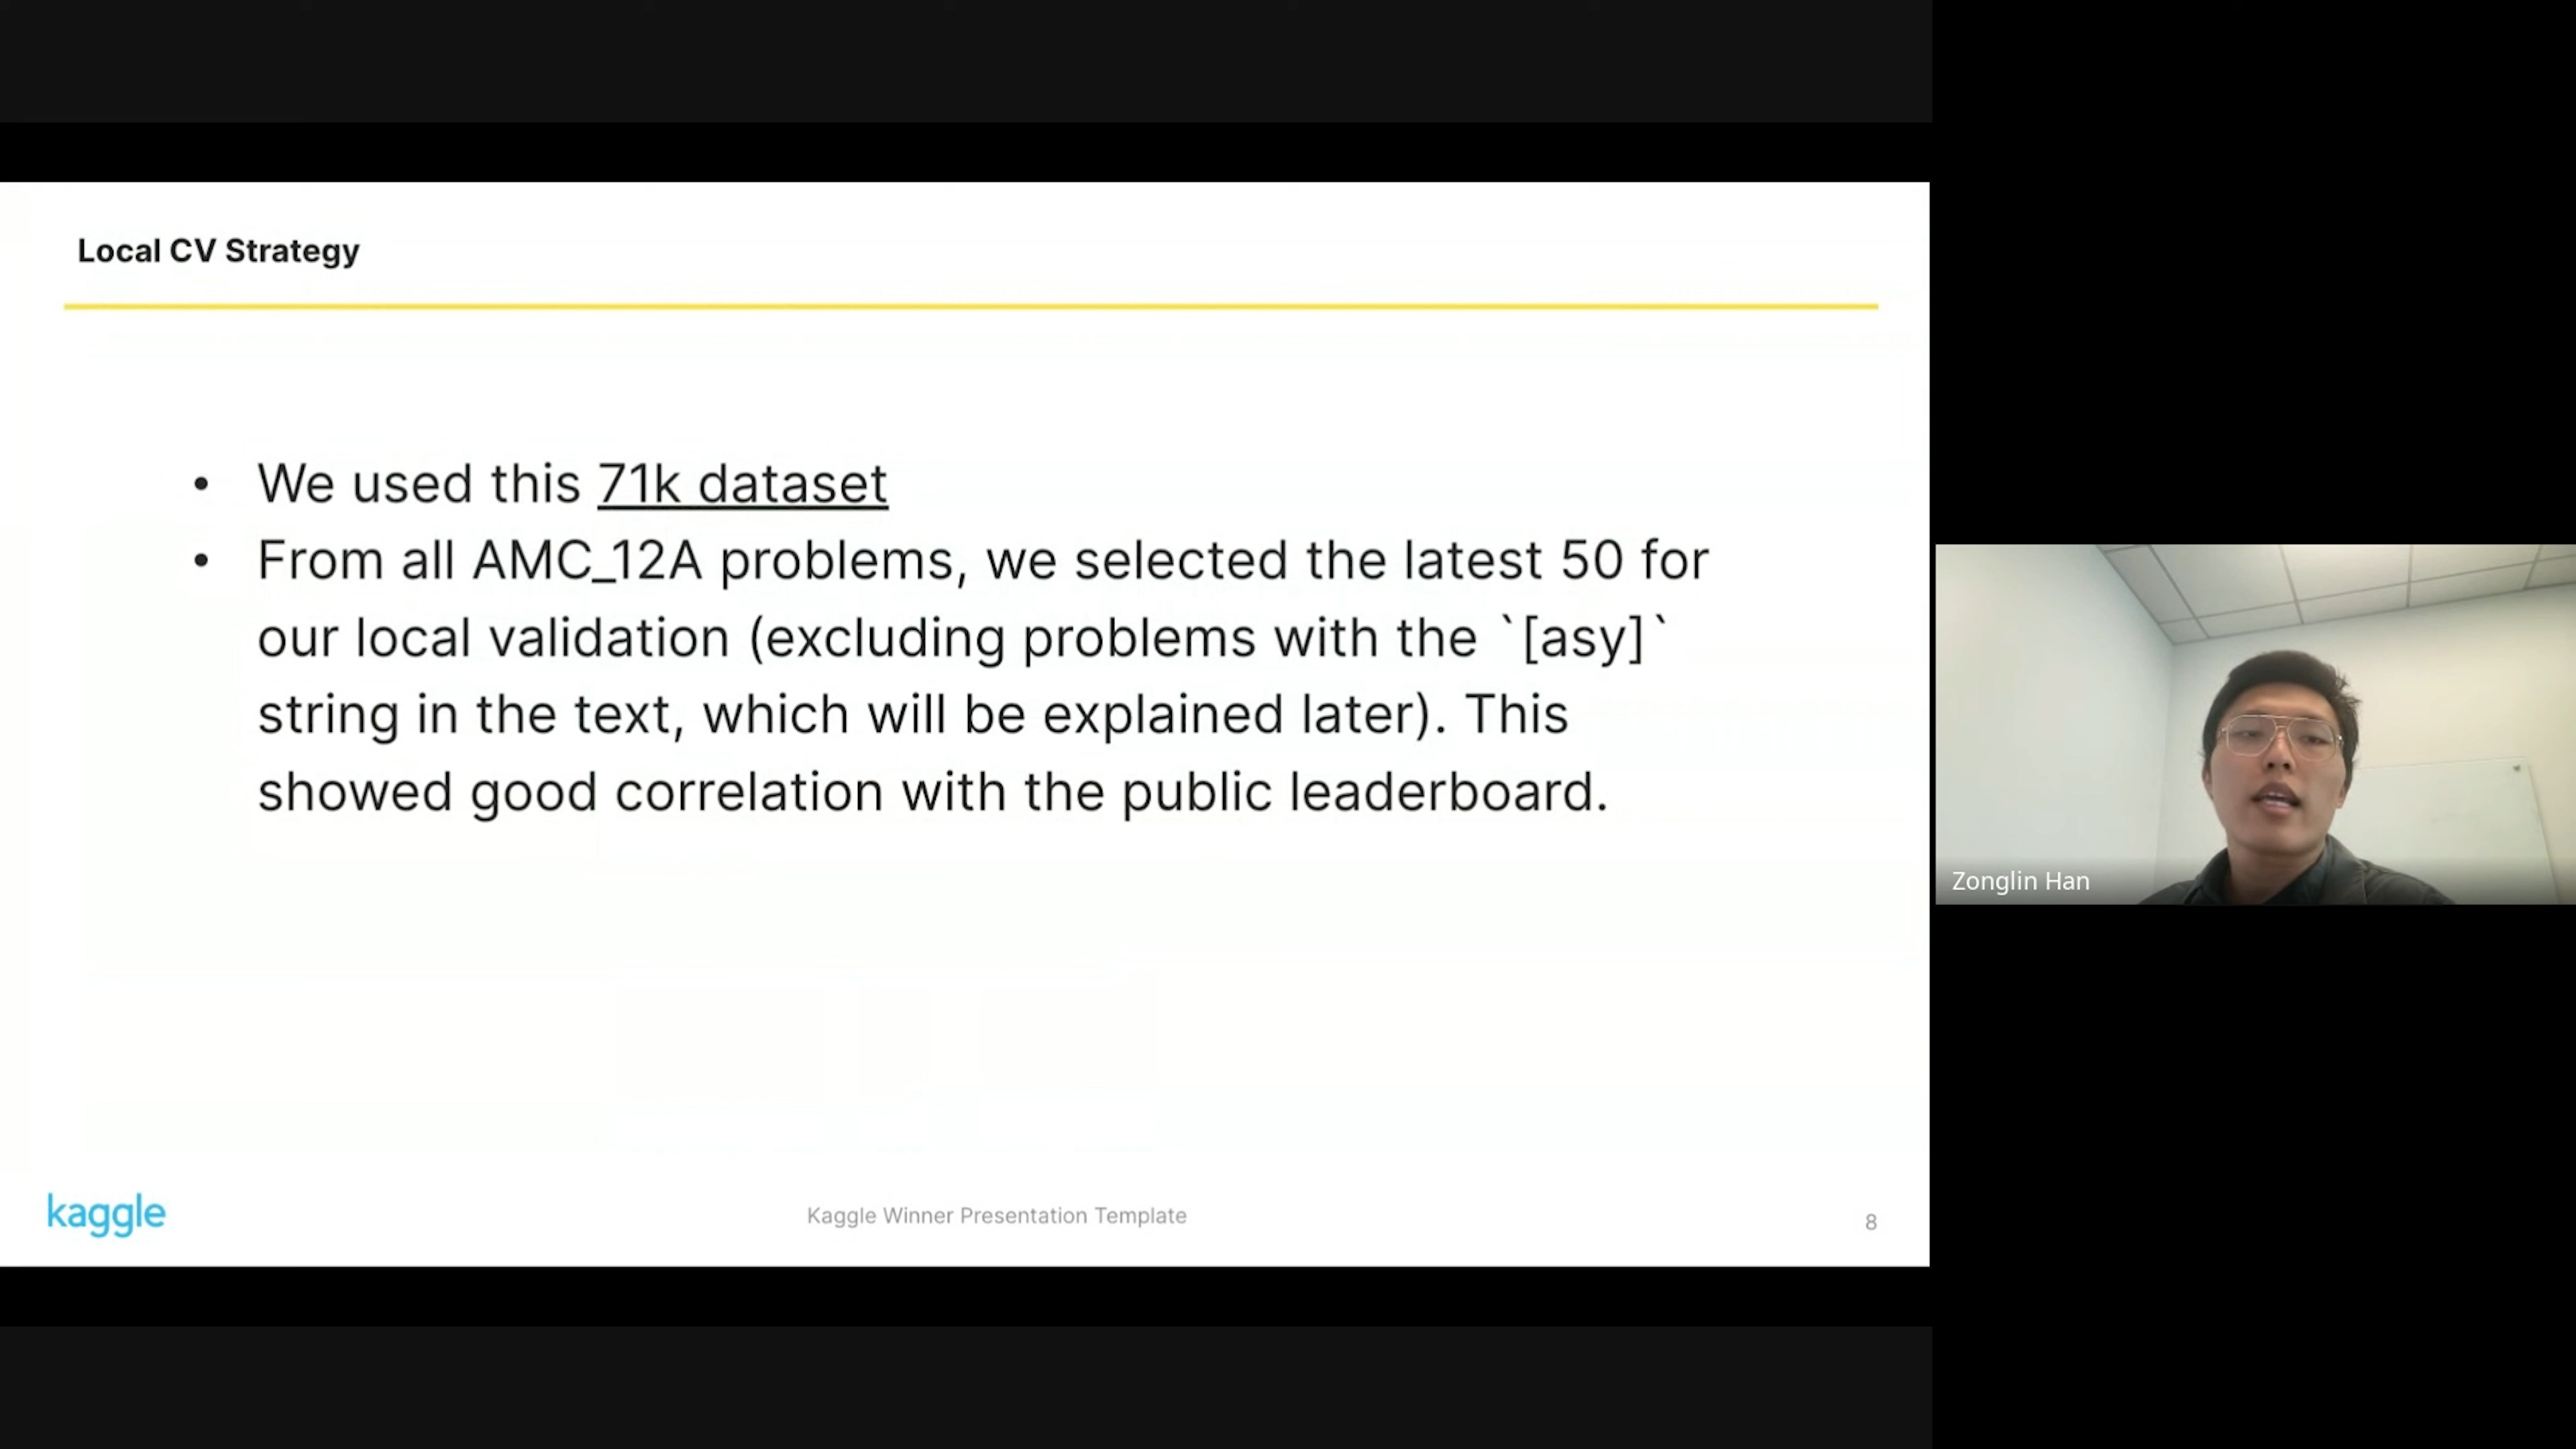 Local CV Strategy
• We used this 71k dataset
• From all AMC_12A problems, we selected the latest 50 for
our local validation (excluding problems with the `[asy]`
string in the text, which will be explained later). This
showed good correlation with the public leaderboard.
kaggle
Kaggle Winner Presentation Template
8
Zonglin Han